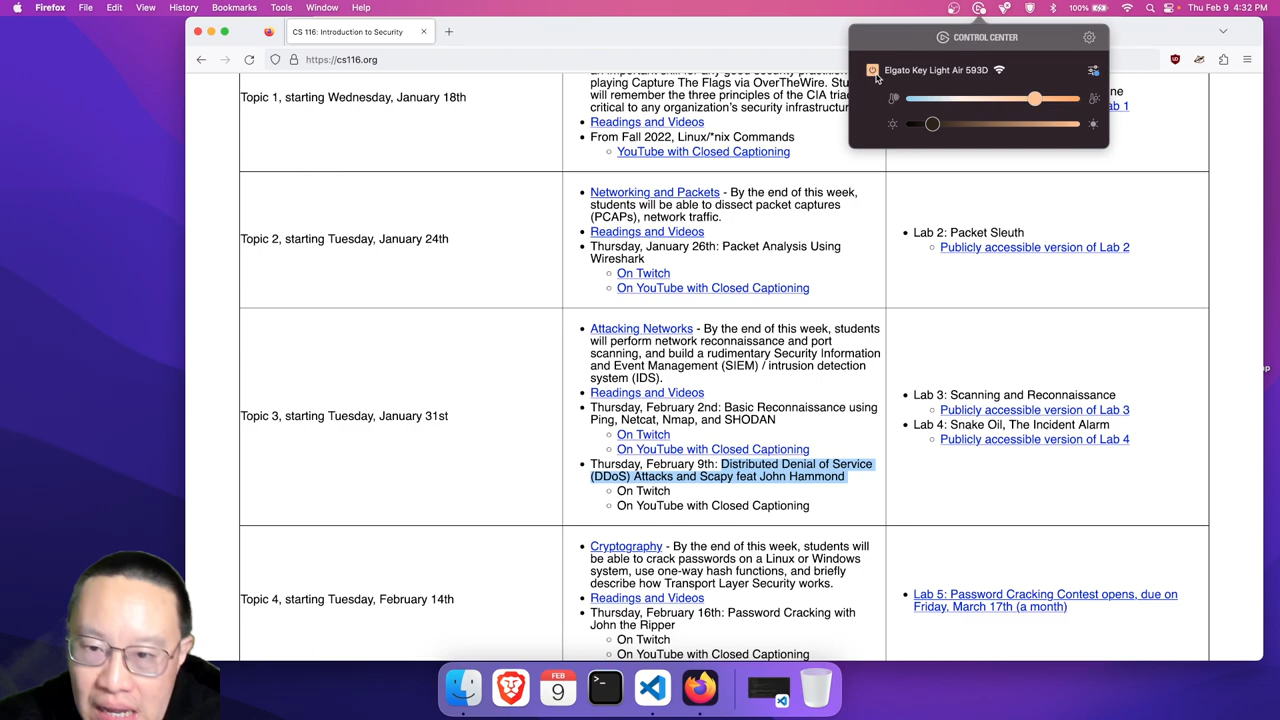 Firefox File Edit View History Bookmarks Tools Window Help 100% Thu Feb 9 4:32 PM
CS 116: Introduction to Security
https://cs116.org
CONTROL CENTER
Elgato Key Light Air 593D
Topic 1, starting Wednesday, January 18th
playing Capture The Flags via OverTheWire. Stu
will remember the three principles of the CIA triad
critical to any organization's security infrastructur
Readings and Videos
From Fall 2022, Linux/*nix Commands
YouTube with Closed Captioning
ne
ab 1
Topic 2, starting Tuesday, January 24th
Networking and Packets - By the end of this week,
students will be able to dissect packet captures
(PCAPs), network traffic.
Readings and Videos
Thursday, January 26th: Packet Analysis Using
Wireshark
On Twitch
On YouTube with Closed Captioning
Lab 2: Packet Sleuth
Publicly accessible version of Lab 2
Topic 3, starting Tuesday, January 31st
Attacking Networks - By the end of this week, students
will perform network reconnaissance and port
scanning, and build a rudimentary Security Information
and Event Management (SIEM) / intrusion detection
system (IDS).
Readings and Videos
Thursday, February 2nd: Basic Reconnaissance using
Ping, Netcat, Nmap, and SHODAN
On Twitch
On YouTube with Closed Captioning
Thursday, February 9th: Distributed Denial of Service
(DDoS) Attacks and Scapy feat John Hammond
On Twitch
On YouTube with Closed Captioning
Lab 3: Scanning and Reconnaissance
Publicly accessible version of Lab 3
Lab 4: Snake Oil, The Incident Alarm
Publicly accessible version of Lab 4
Topic 4, starting Tuesday, February 14th
Cryptography - By the end of this week, students will
be able to crack passwords on a Linux or Windows
system, use one-way hash functions, and briefly
describe how Transport Layer Security works.
Readings and Videos
Thursday, February 16th: Password Cracking with
John the Ripper
On Twitch
On YouTube with Closed Captioning
Lab 5: Password Cracking Contest opens, due on
Friday, March 17th (a month)
FEB
9